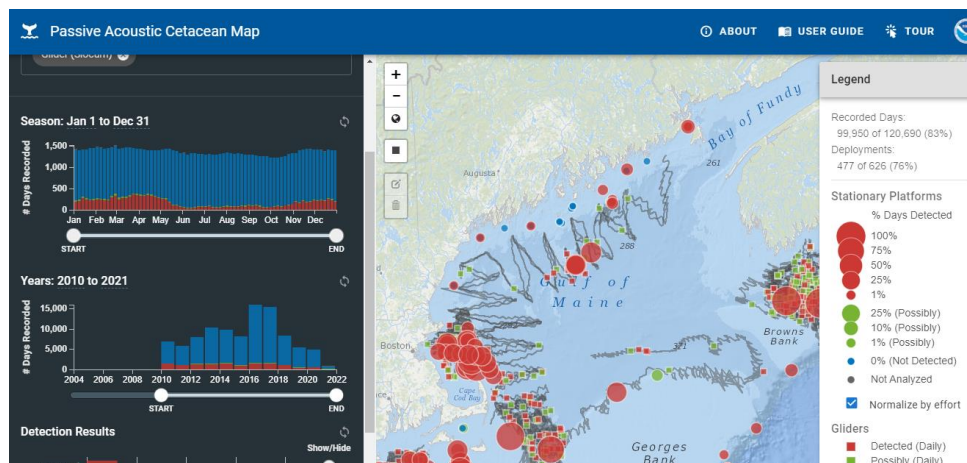 Passive Acoustic Cetacean Map
ABOUT
USER GUIDE
TOUR
Glider (Slocum)
Season: Jan 1 to Dec 31
# Days Recorded
1,500
1,000
500
0
Jan Feb Mar Apr May Jun Jul Aug Sep Oct Nov Dec
START END
Years: 2010 to 2021
# Days Recorded
15,000
10,000
5,000
0
2004 2006 2008 2010 2012 2014 2016 2018 2020 2022
START END
Detection Results
Show/Hide
+
−
Bay of Fundy
261
Augusta
288
Gulf of
Maine
Boston
Cape
Cod Bay
321
Browns
Bank
Georges
Bank
Legend
Recorded Days:
99,950 of 120,690 (83%)
Deployments:
477 of 626 (76%)
Stationary Platforms
% Days Detected
100%
75%
50%
25%
1%
25% (Possibly)
10% (Possibly)
1% (Possibly)
0% (Not Detected)
Not Analyzed
Normalize by effort
Gliders
Detected (Daily)
Possibly (Daily)